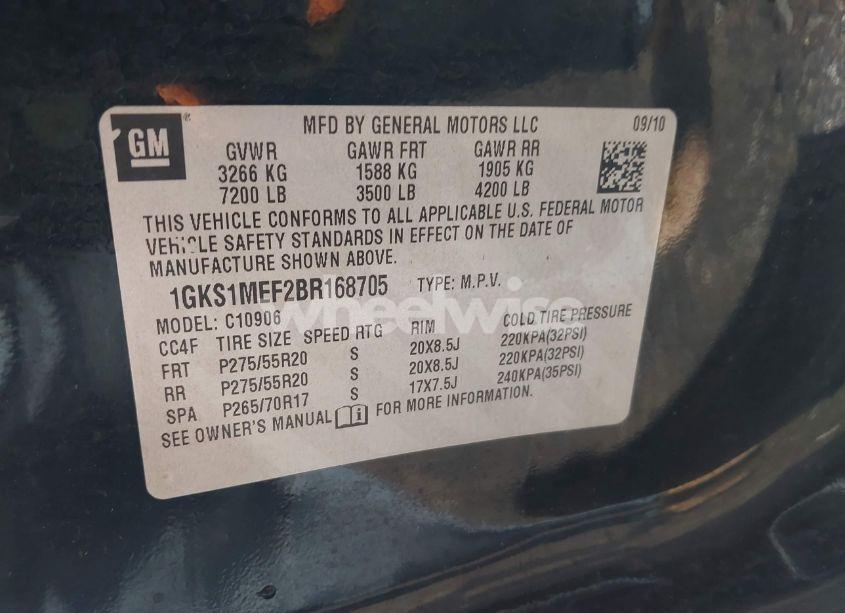 GM
MFD BY GENERAL MOTORS LLC 09/10
GVWR GAWR FRT GAWR RR
3266 KG 1588 KG 1905 KG
7200 LB 3500 LB 4200 LB
THIS VEHICLE CONFORMS TO ALL APPLICABLE U.S. FEDERAL MOTOR
VEHICLE SAFETY STANDARDS IN EFFECT ON THE DATE OF
MANUFACTURE SHOWN ABOVE.
1GKS1MEF2BR168705 TYPE: M.P.V.
wheelwise
MODEL: C10906
CC4F TIRE SIZE SPEED RTG RIM COLD TIRE PRESSURE
FRT P275/55R20 S 20X8.5J 220KPA(32PSI)
RR P275/55R20 S 20X8.5J 220KPA(32PSI)
SPA P265/70R17 S 17X7.5J 240KPA(35PSI)
SEE OWNER'S MANUAL FOR MORE INFORMATION.